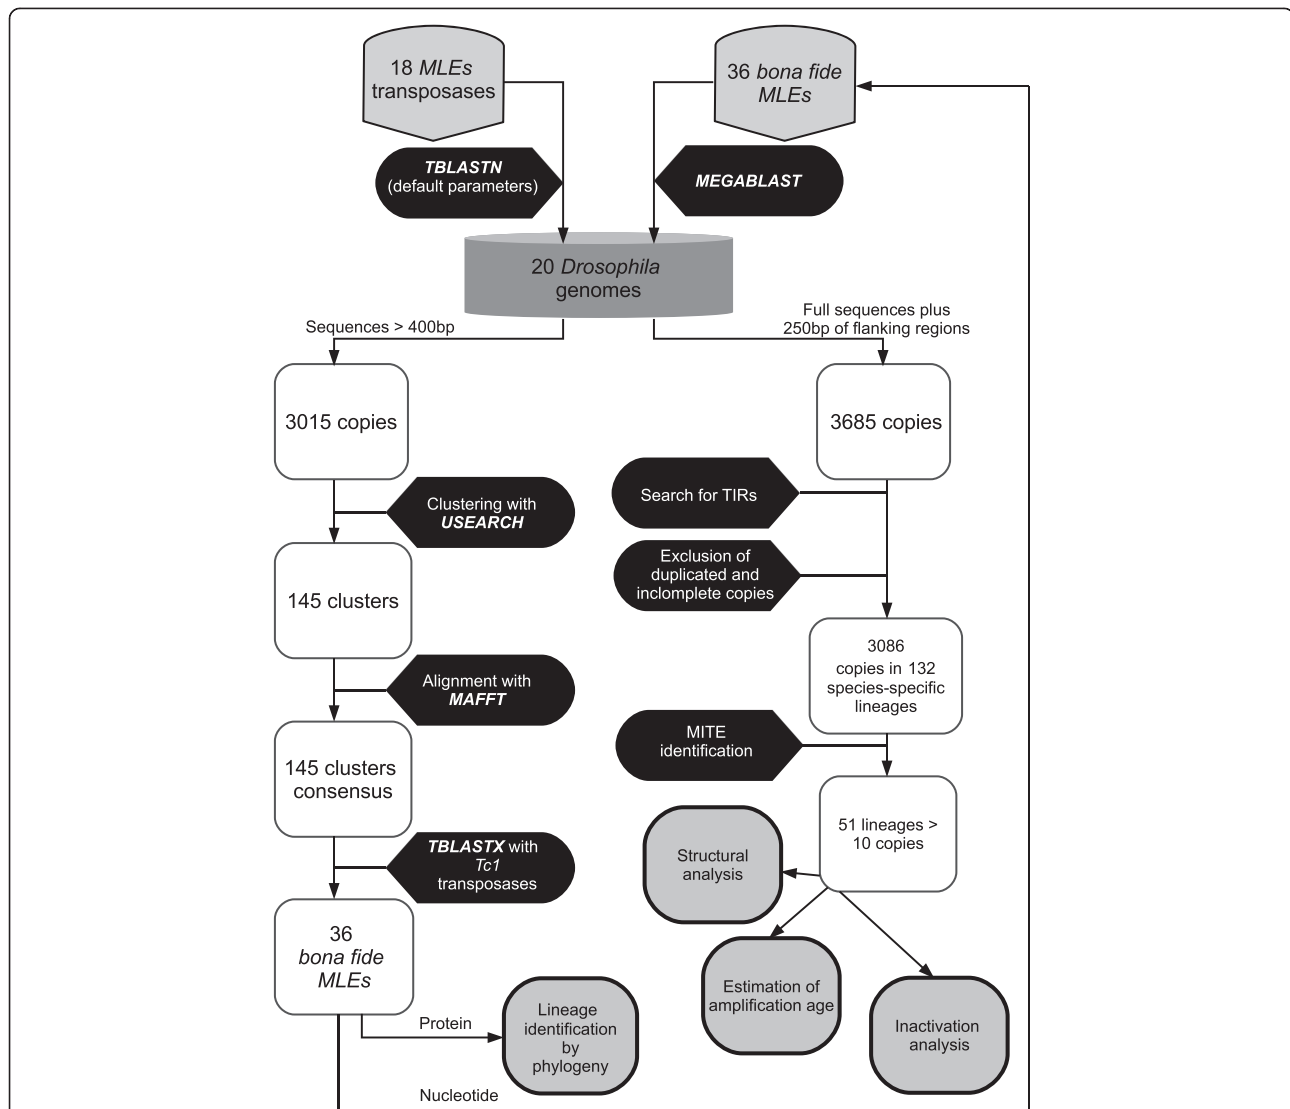 18 MLEs
transposases
36 bona fide
MLEs
TBLASTN
(default parameters)
MEGABLAST
20 Drosophila
genomes
Sequences > 400bp
Full sequences plus
250bp of flanking regions
3015 copies
3685 copies
Clustering with
USEARCH
Search for TIRs
Exclusion of
duplicated and
inclomplete copies
145 clusters
3086
copies in 132
species-specific
lineages
Alignment with
MAFFT
MITE
identification
145 clusters
consensus
51 lineages >
10 copies
TBLASTX with
Tc1
transposases
Structural
analysis
36
bona fide
MLEs
Estimation of
amplification age
Inactivation
analysis
Protein
Lineage
identification
by
phylogeny
Nucleotide